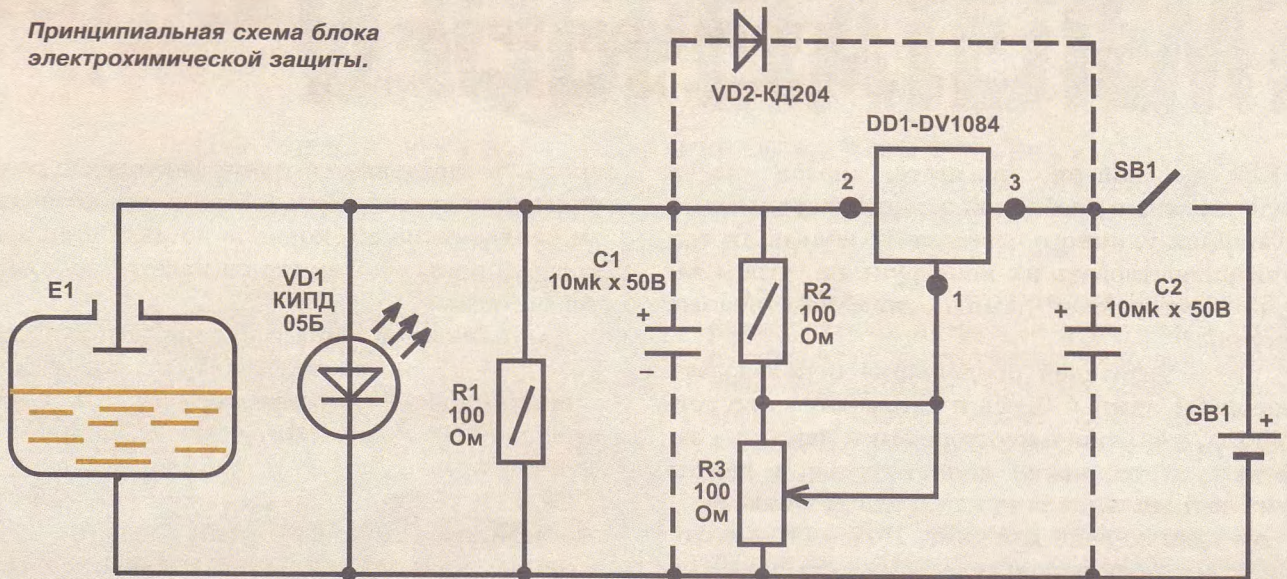 Принципиальная схема блока
электрохимической защиты.
VD2-КД204
DD1-DV1084
2
3
SB1
E1
VD1
КИПД
05Б
C1
10мк x 50В
1
C2
10мк x 50В
R2
100
Ом
+
–
+
–
R1
100
Ом
GB1
+
R3
100
Ом